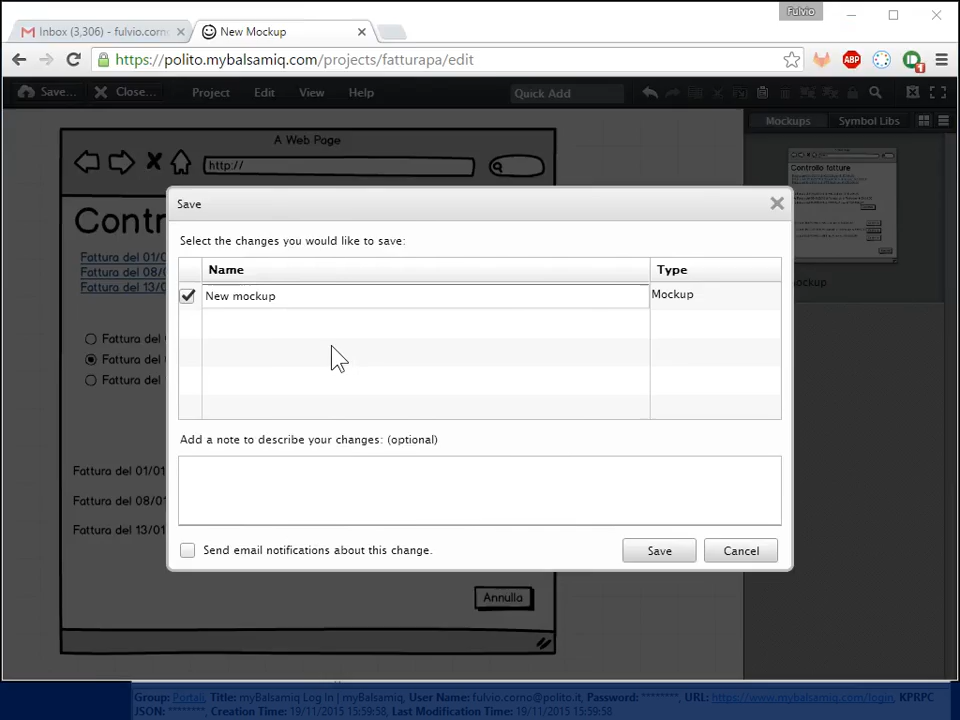 Fulvio
Inbox (3,306) - fulvio.corn
New Mockup
https://polito.mybalsamiq.com/projects/fatturapa/edit
ABP
1
Save...
Close...
Project
Edit
View
Help
Quick Add
A Web Page
Mockups
Symbol Libs
http://
Controllo fatture
Contr
Save
Select the changes you would like to save:
Fattura del 01/0
Fattura del 08/
Fattura del 13/
Name
Type
New mockup
Mockup
ockup
Fattura del
Fattura del
Fattura del
Add a note to describe your changes: (optional)
Fattura del 01/01
Fattura del 08/0
Fattura del 13/01
Send email notifications about this change.
Save
Cancel
Annulla
Group: Portali, Title: myBalsamiq Log In | myBalsamiq, User Name: fulvio.corno@polito.it, Password: ********, URL: https://www.mybalsamiq.com/login, KPRPC
JSON: ********, Creation Time: 19/11/2015 15:59:58, Last Modification Time: 19/11/2015 15:59:58